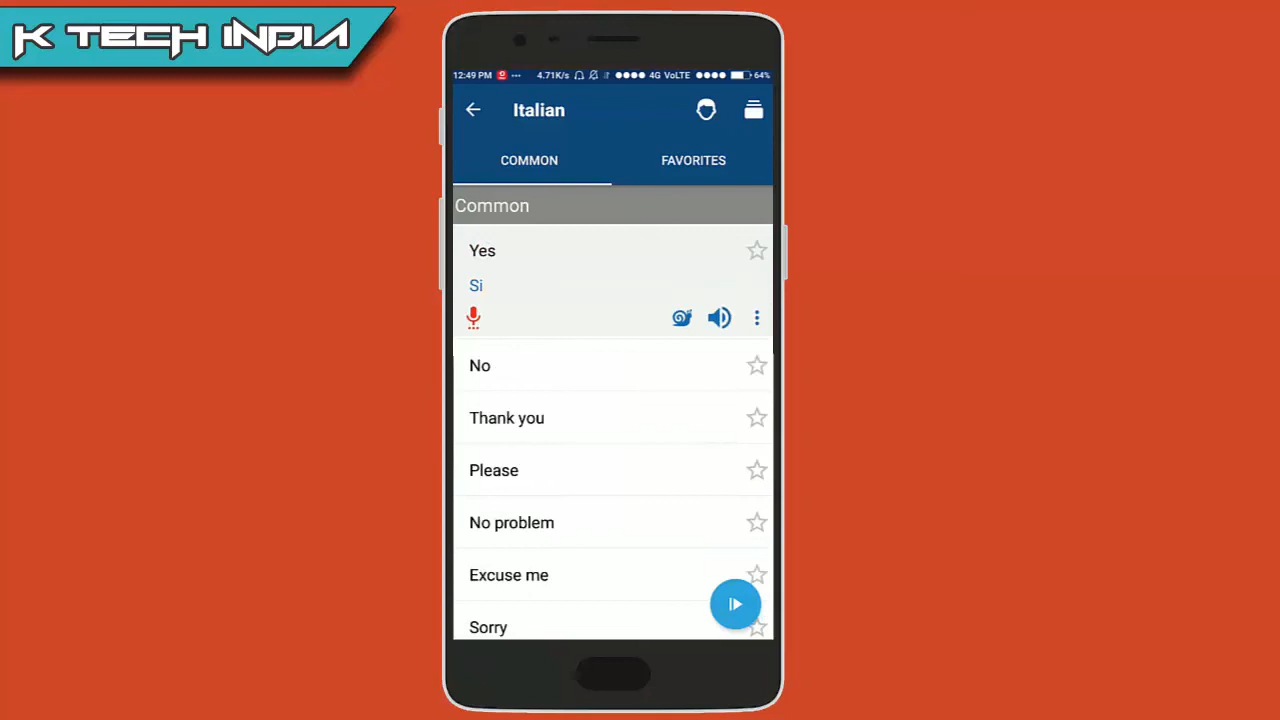 K TECH INDIA
12:49 PM ... 4.71K/s 4G VoLTE 64%
Italian
COMMON FAVORITES
Common
Yes
Si
No
Thank you
Please
No problem
Excuse me
Sorry